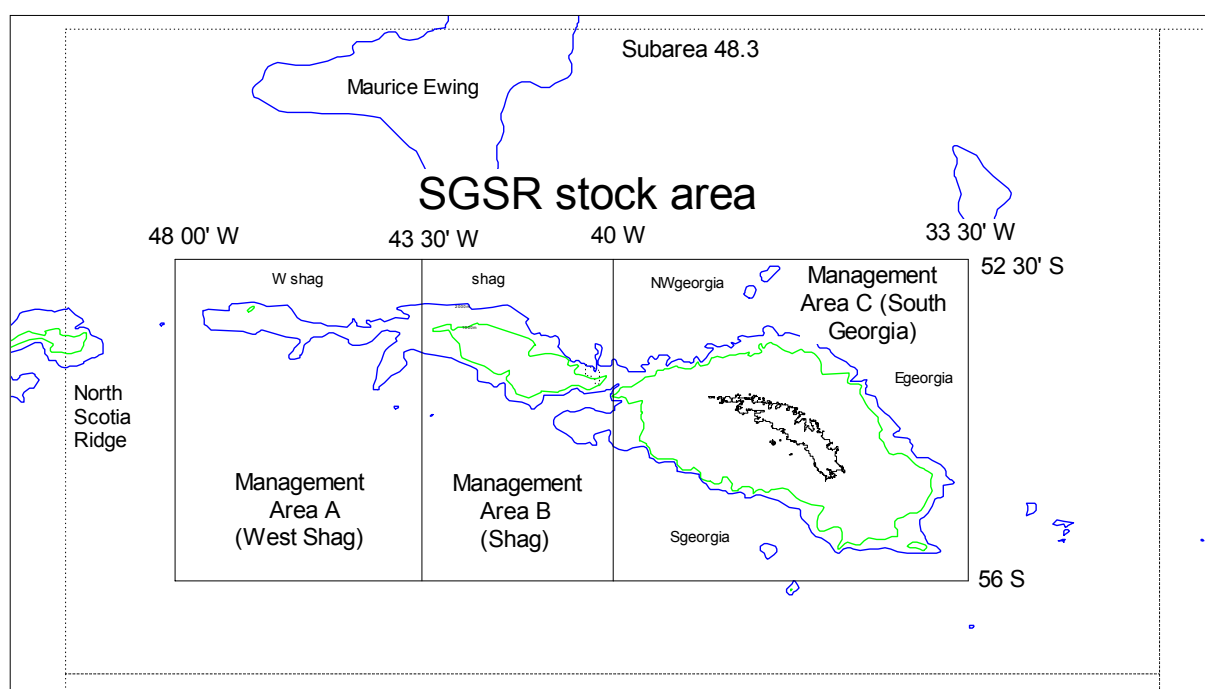 Subarea 48.3
Maurice Ewing
SGSR stock area
48 00' W
43 30' W
40 W
33 30' W
52 30' S
W shag
shag
NWgeorgia
Management
Area C (South
Georgia)
Egeorgia
North
Scotia
Ridge
Management
Area A
(West Shag)
Management
Area B
(Shag)
Sgeorgia
56 S